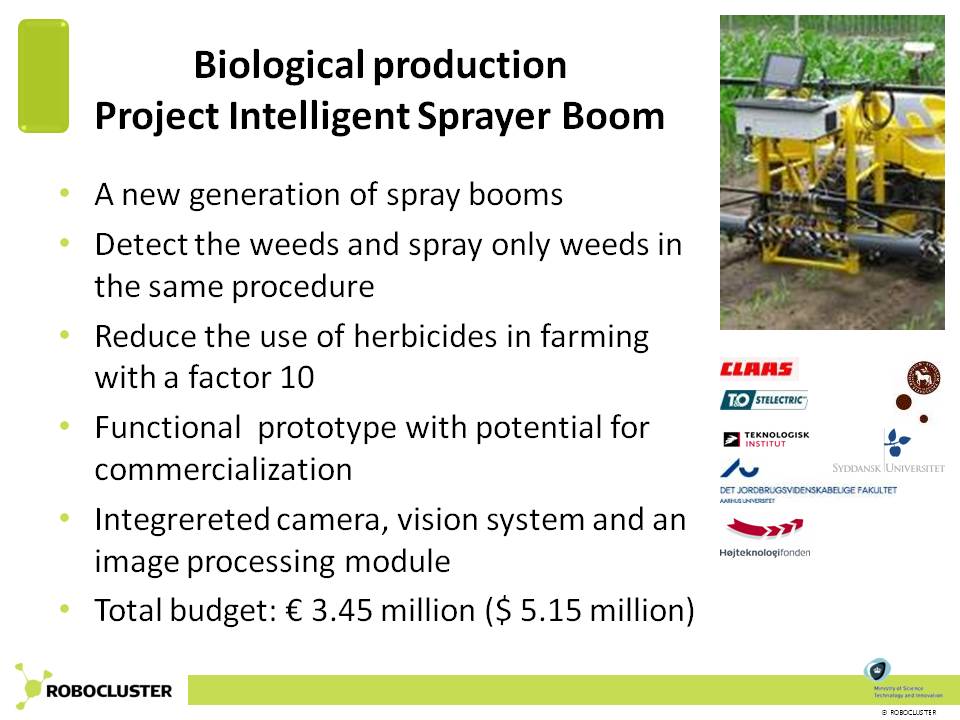 Biological production
Project Intelligent Sprayer Boom
• A new generation of spray booms
• Detect the weeds and spray only weeds in
the same procedure
• Reduce the use of herbicides in farming
with a factor 10
• Functional  prototype with potential for
commercialization
• Integrereted camera, vision system and an
image processing module
• Total budget: € 3.45 million ($ 5.15 million)
CLAAS
T&O STELECTRIC
TEKNOLOGISK
INSTITUT
SYDDANSK UNIVERSITET
DET JORDBRUGSVIDENSKABELIGE FAKULTET
AARHUS UNIVERSITET
Højteknologifonden
ROBOCLUSTER
Ministry of Science
Technology and Innovation
© ROBOCLUSTER